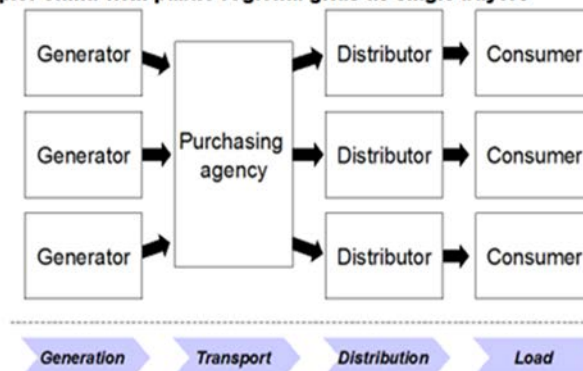 Generator
Distributor
Consumer
Generator
Purchasing
agency
Distributor
Consumer
Generator
Distributor
Consumer
Generation
Transport
Distribution
Load